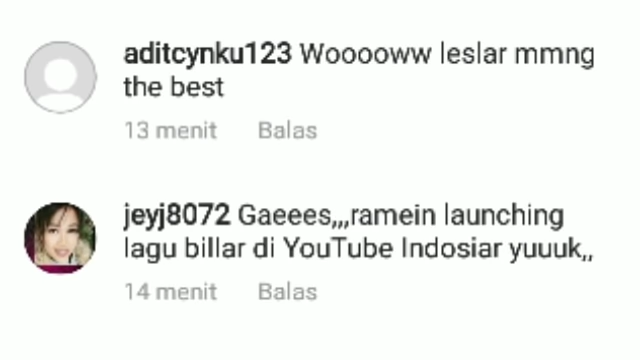 aditcynku123 Wooooww leslar mmng
the best
13 menit Balas
jeyj8072 Gaeees,,,ramein launching
lagu billar di YouTube Indosiar yuuuk,,
14 menit Balas